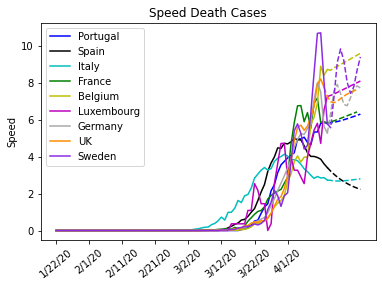 Speed Death Cases
Speed
10
8
6
4
2
0
Portugal
Spain
Italy
France
Belgium
Luxembourg
Germany
UK
Sweden
1/22/20
2/1/20
2/11/20
2/21/20
3/2/20
3/12/20
3/22/20
4/1/20